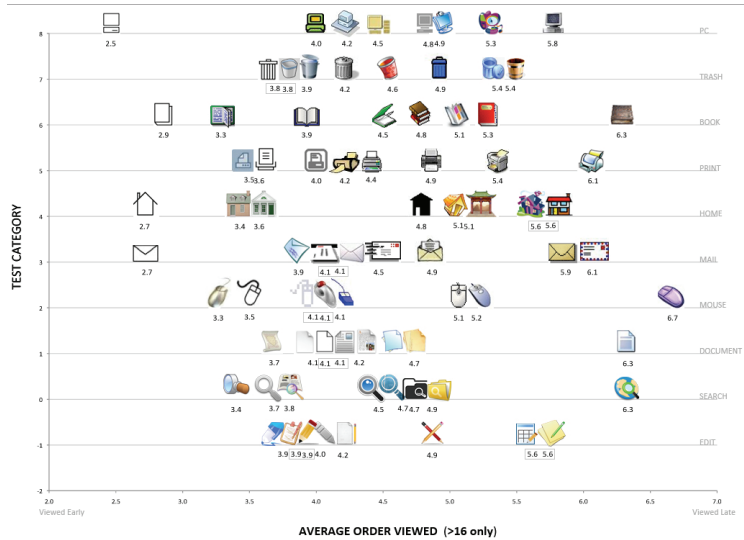 TEST CATEGORY
8
2.5 4.0 4.2 4.5 4.8 4.9 5.3 5.8
PC
7
3.8 3.8 3.9 4.2 4.6 4.9 5.4 5.4
TRASH
6
2.9 3.3 3.9 4.5 4.8 5.1 5.3 6.3
BOOK
5
3.5 3.6 4.0 4.2 4.4 4.9 5.4 6.1
PRINT
4
2.7 3.4 3.6 4.8 5.1 5.1 5.6 5.6
HOME
3
2.7 3.9 4.1 4.1 4.5 4.9 5.9 6.1
MAIL
2
3.3 3.5 4.1 4.1 4.1 5.1 5.2 6.7
MOUSE
1
3.7 4.1 4.1 4.1 4.2 4.7 6.3
DOCUMENT
0
3.4 3.7 3.8 4.5 4.7 4.7 4.9 6.3
SEARCH
-1
3.9 3.9 3.9 4.0 4.2 4.9 5.6 5.6
EDIT
-2
2.0 2.5 3.0 3.5 4.0 4.5 5.0 5.5 6.0 6.5 7.0
Viewed Early Viewed Late
AVERAGE ORDER VIEWED (>16 only)